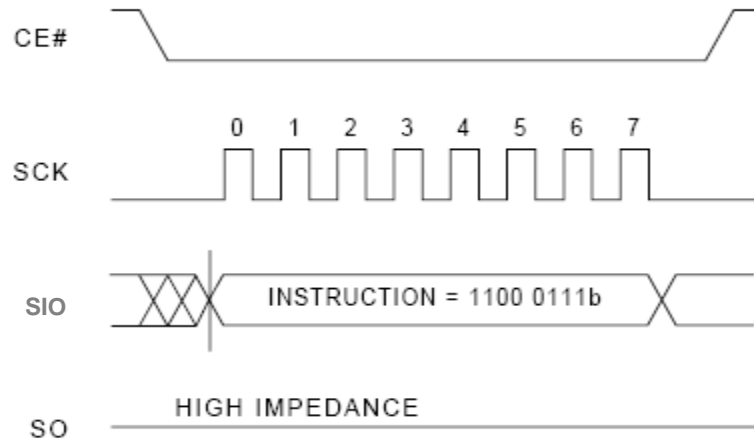 CE#
0 1 2 3 4 5 6 7
SCK
SIO INSTRUCTION = 1100 0111b
HIGH IMPEDANCE
SO